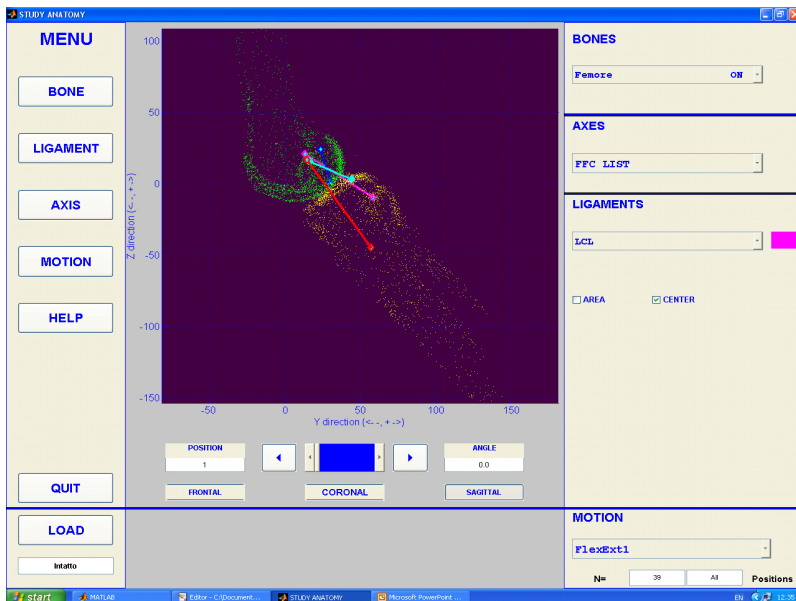 STUDY ANATOMY
MENU
BONE
LIGAMENT
AXIS
MOTION
HELP
QUIT
LOAD
Intatto
100
50
0
-50
-100
-150
Z direction (<- -, + ->)
-50 0 50 100 150
Y direction (<- -, + ->)
POSITION
1
ANGLE
0.0
FRONTAL
CORONAL
SAGITTAL
BONES
Femore ON
AXES
FFC LIST
LIGAMENTS
LCL
AREA
CENTER
MOTION
FlexExt1
N= 39 All Positions
start MATLAB Editor - C:\Document... STUDY ANATOMY Microsoft PowerPoint ... EN 12.35